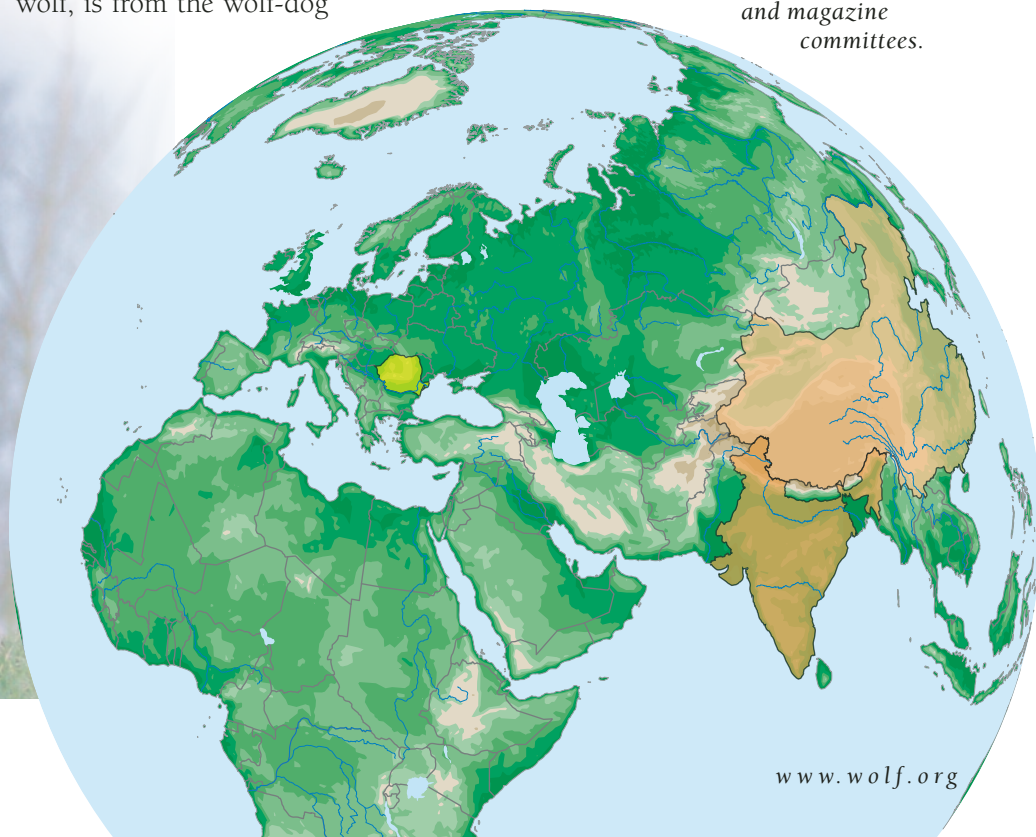 wolf, is from the wolf-dog
and magazine
committees.
www.wolf.org